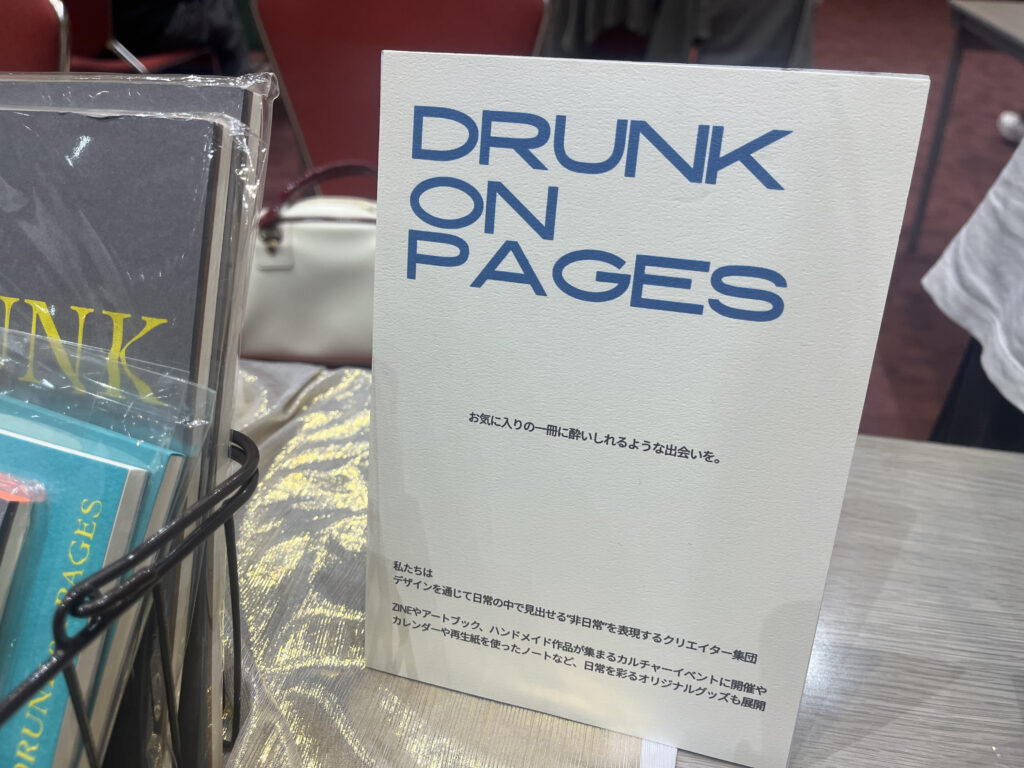 DRUNK
ON
PAGES
お気に入りの一冊に酔いしれるような出会いを。
私たちは
デザインを通じて日常の中で見出せる“非日常”を表現するクリエイター集団
ZINEやアートブック、ハンドメイド作品が集まるカルチャーイベントに開催や
カレンダーや再生紙を使ったノートなど、日常を彩るオリジナルグッズも展開
UNK
DRUNK
PAGES